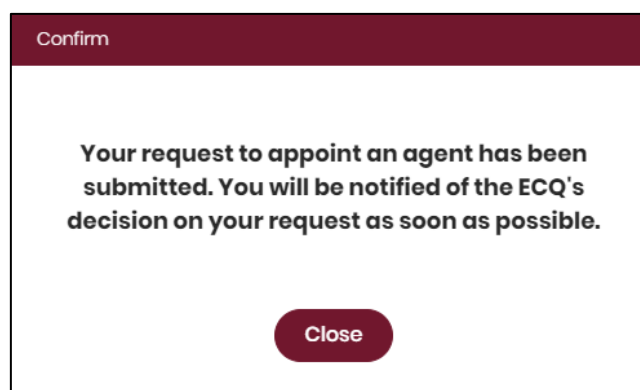 Confirm
Your request to appoint an agent has been
submitted. You will be notified of the ECQ's
decision on your request as soon as possible.
Close